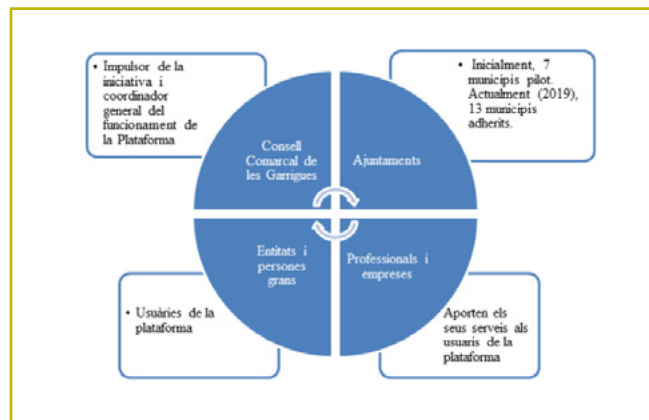 • Impulsor de la
iniciativa i
coordinador
general del
funcionament de
la Plataforma
• Inicialment, 7
municipis pilot.
Actualment (2019),
13 municipis
adherits.
Consell
Comarcal de
les Garrigues
Ajuntaments
Entitats i
persones
grans
Professionals i
empreses
• Usuàries de la
plataforma
Aporten els
seus serveis als
usuaris de la
plataforma